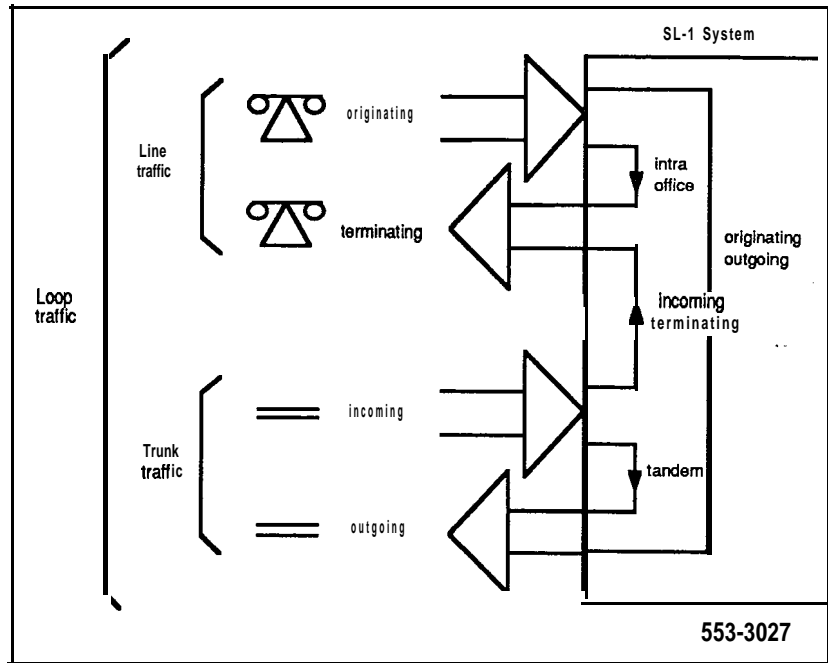 SL-1 System
originating
Line
traffic
intra
office
terminating
originating
outgoing
Loop
traffic
incoming
terminating
incoming
Trunk
traffic
tandem
outgoing
553-3027